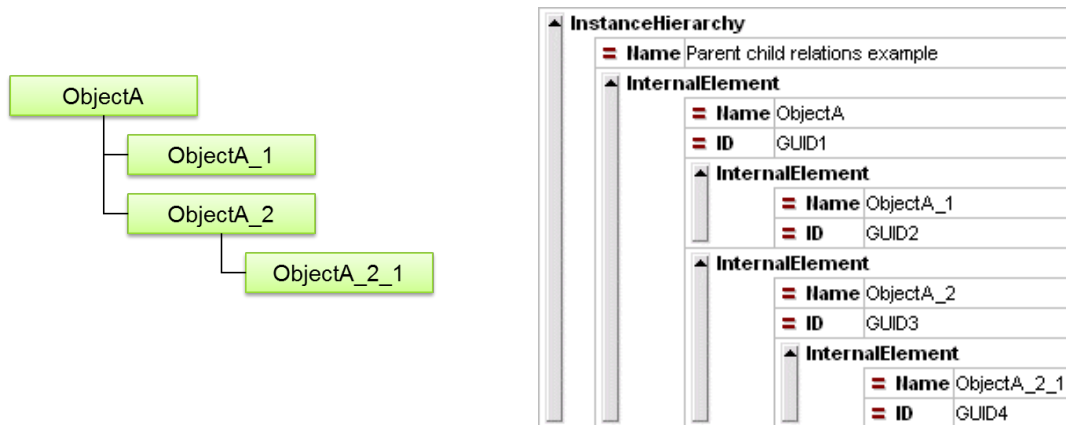 ObjectA
ObjectA_1
ObjectA_2
ObjectA_2_1
InstanceHierarchy
= Name Parent child relations example
InternalElement
= Name ObjectA
= ID GUID1
InternalElement
= Name ObjectA_1
= ID GUID2
InternalElement
= Name ObjectA_2
= ID GUID3
InternalElement
= Name ObjectA_2_1
= ID GUID4